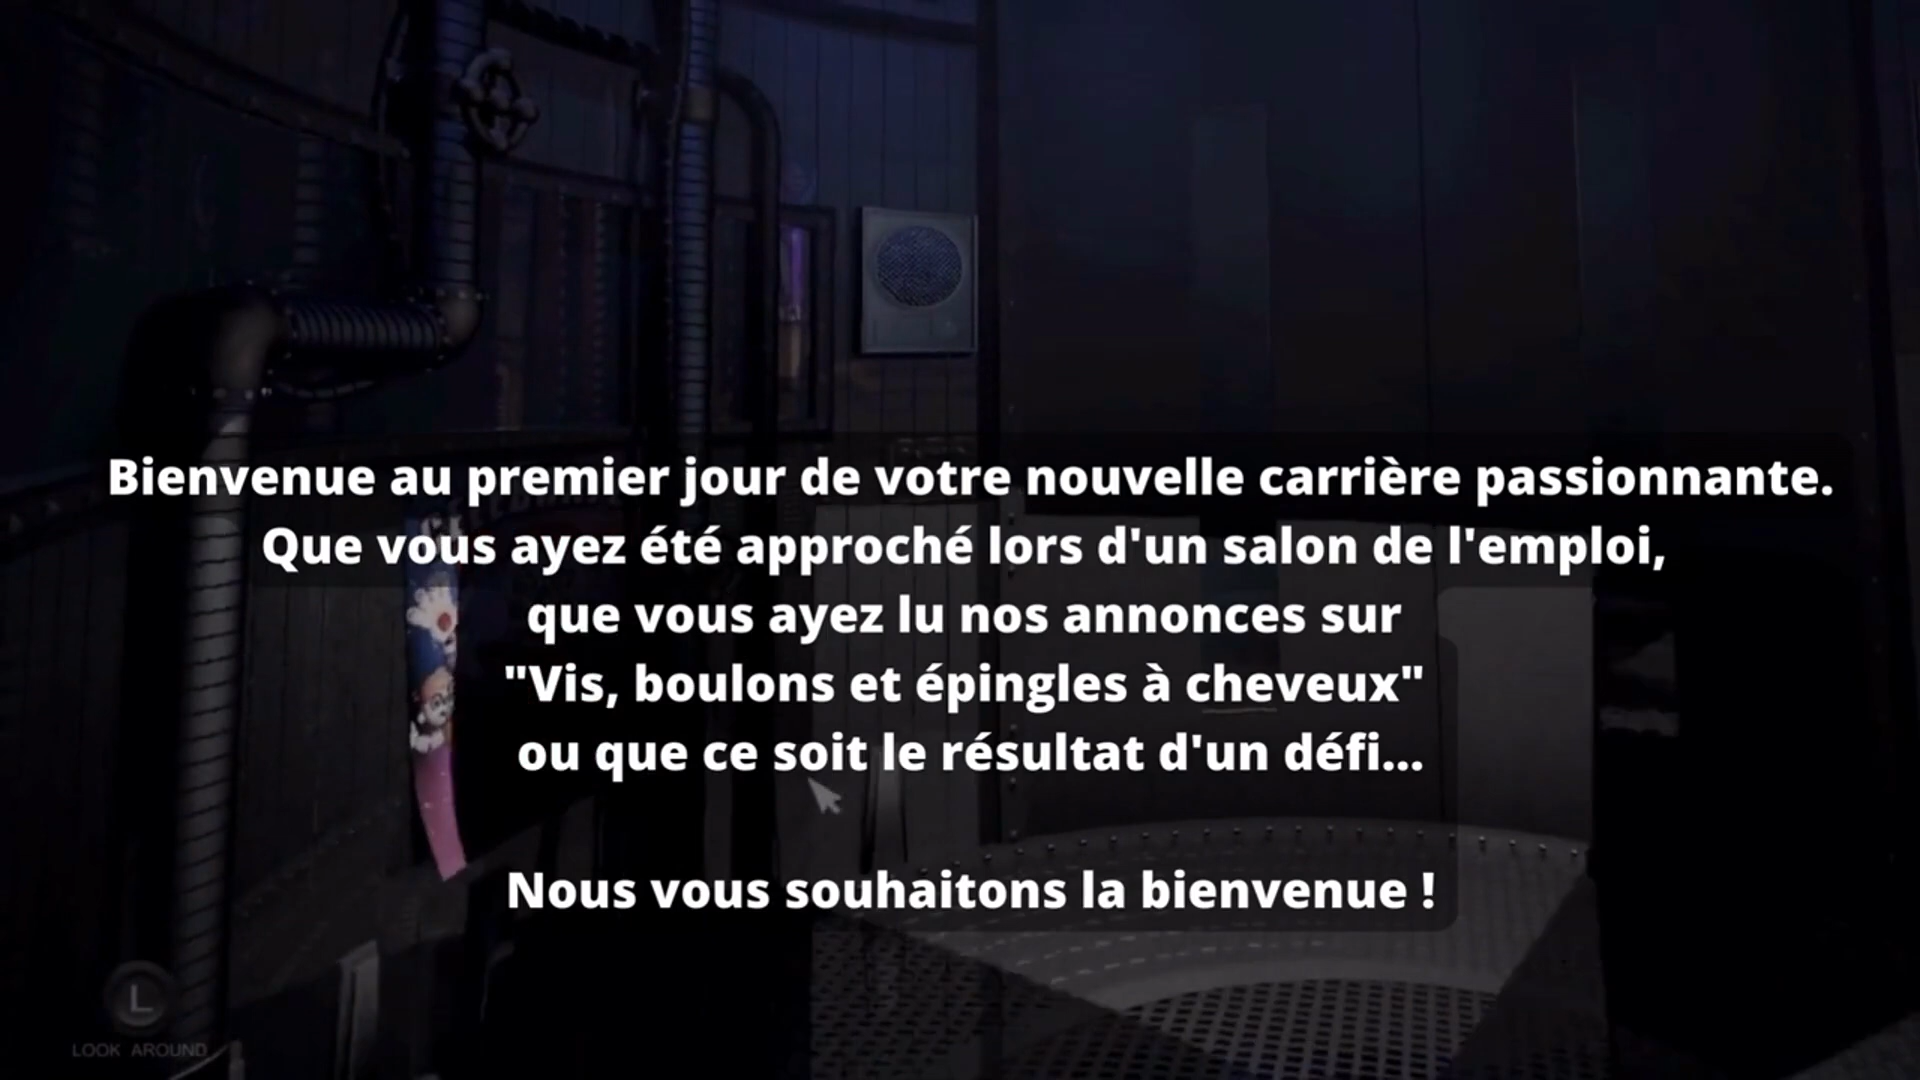 Bienvenue au premier jour de votre nouvelle carrière passionnante.
Que vous ayez été approché lors d'un salon de l'emploi,
que vous ayez lu nos annonces sur
"Vis, boulons et épingles à cheveux"
ou que ce soit le résultat d'un défi...
Nous vous souhaitons la bienvenue !
L
LOOK AROUND